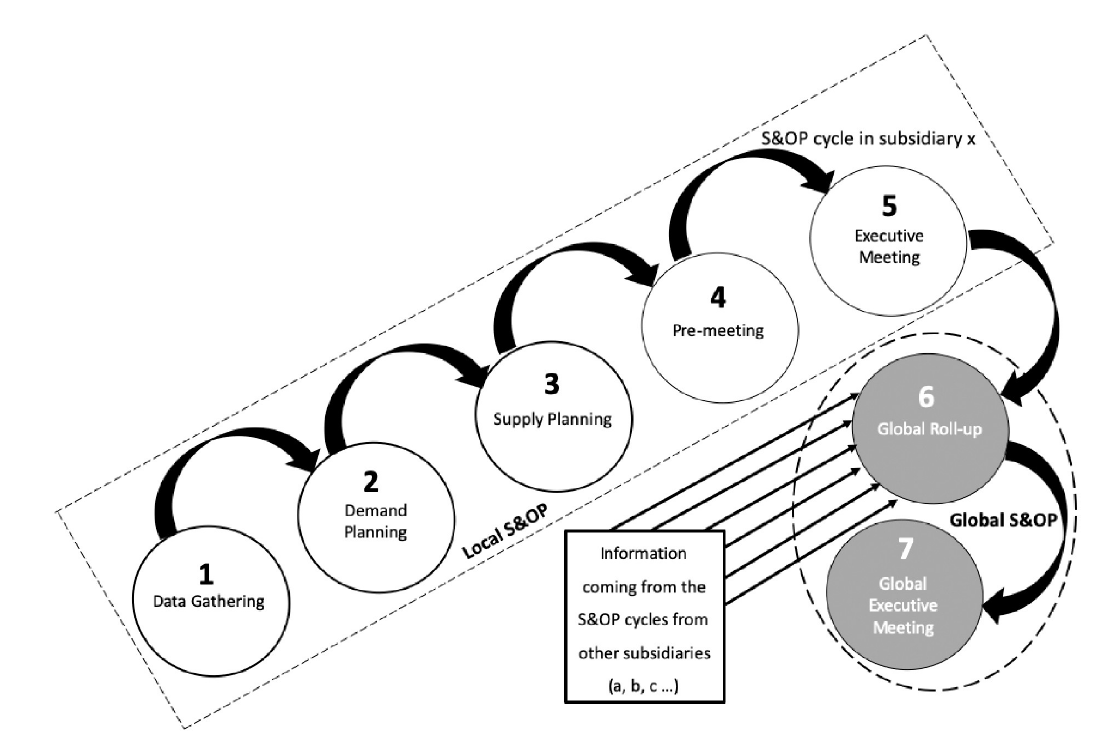 S&OP cycle in subsidiary x
1
Data Gathering
2
Demand
Planning
3
Supply Planning
4
Pre-meeting
5
Executive
Meeting
Local S&OP
6
Global Roll-up
Global S&OP
7
Global
Executive
Meeting
Information
coming from the
S&OP cycles from
other subsidiaries
(a, b, c ...)